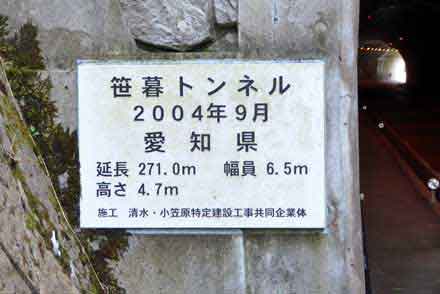 笹暮トンネル
2004年9月
愛知県
延長 271.0m 幅員 6.5m
高さ 4.7m
施工 清水・小笠原特定建設工事共同企業体